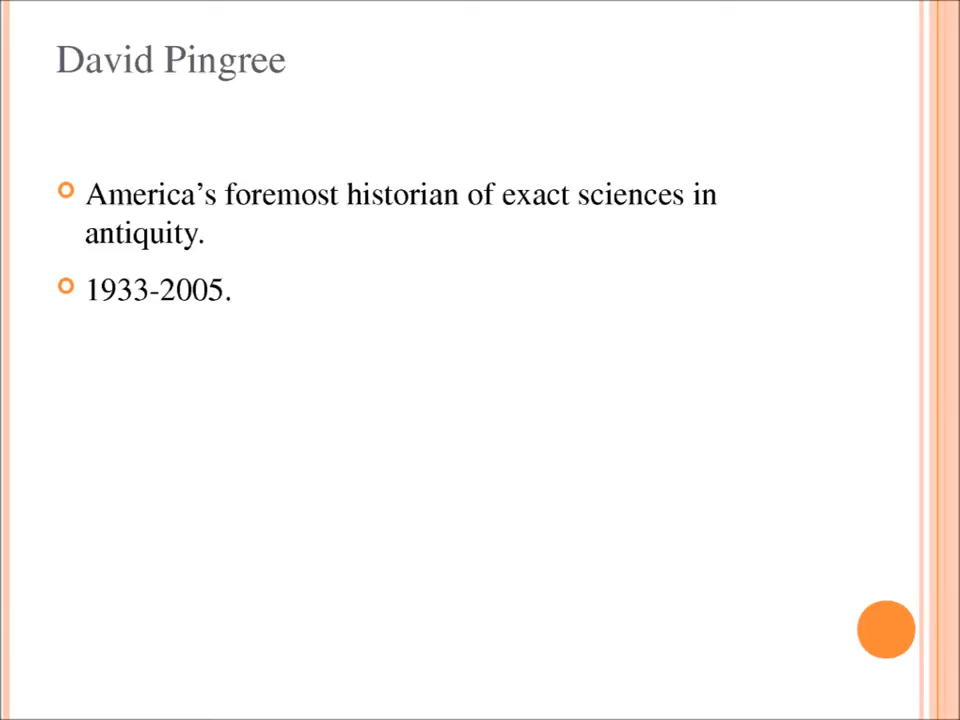 David Pingree
America’s foremost historian of exact sciences in
antiquity.
1933-2005.